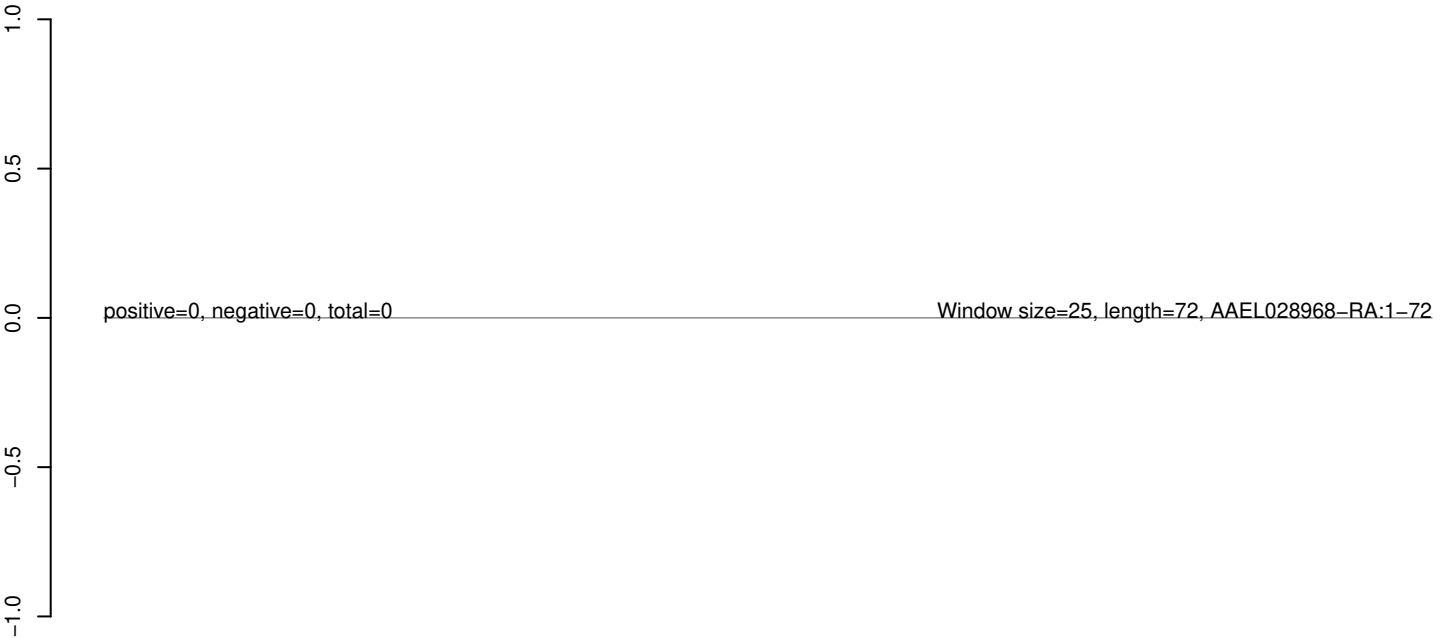 1.0
0.5
0.0
−0.5
−1.0
positive=0, negative=0, total=0
Window size=25, length=72, AAEL028968−RA:1−72